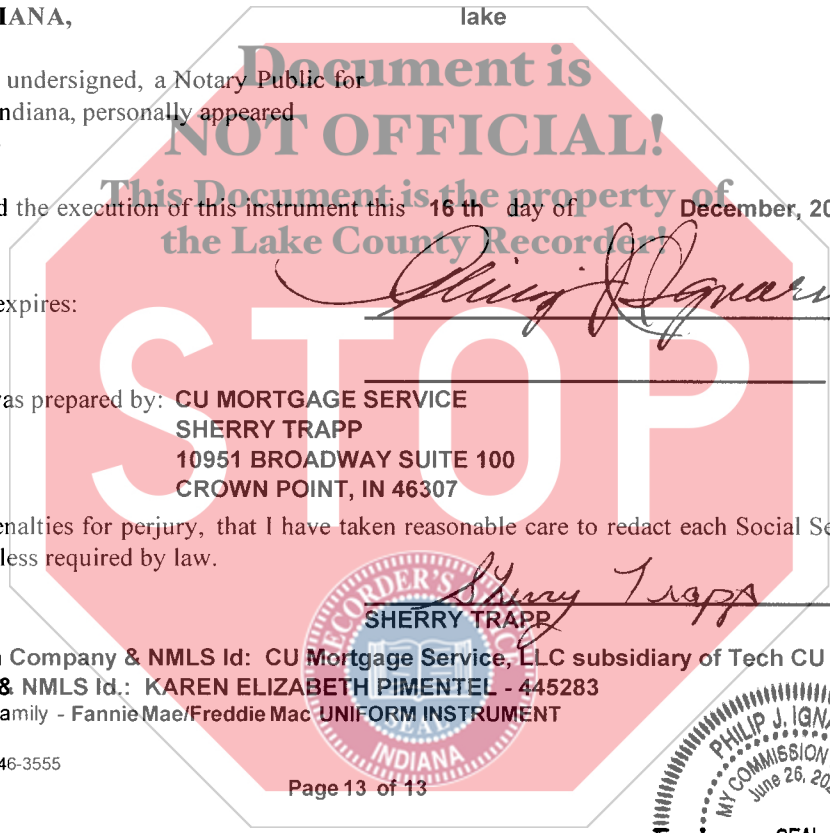 IANA, lake
undersigned, a Notary Public for
ndiana, personally appeared
Document is
NOT OFFICIAL!
This Document is the property of
the Lake County Recorder!
d the execution of this instrument this 16 th day of December, 20
expires:
STOP
as prepared by: CU MORTGAGE SERVICE
SHERRY TRAPP
10951 BROADWAY SUITE 100
CROWN POINT, IN 46307
enalties for perjury, that I have taken reasonable care to redact each Social Se
less required by law.
Sherry Trapp
SHERRY TRAPP
RECORDER'S OFFICE
SEAL
INDIANA
n Company & NMLS Id: CU Mortgage Service, LLC subsidiary of Tech CU
& NMLS Id.: KAREN ELIZABETH PIMENTEL - 445283
amily - Fannie Mae/Freddie Mac UNIFORM INSTRUMENT
46-3555
Page 13 of 13
PHILIP J. IGNA
MY COMMISSION
June 26, 202
SEAL